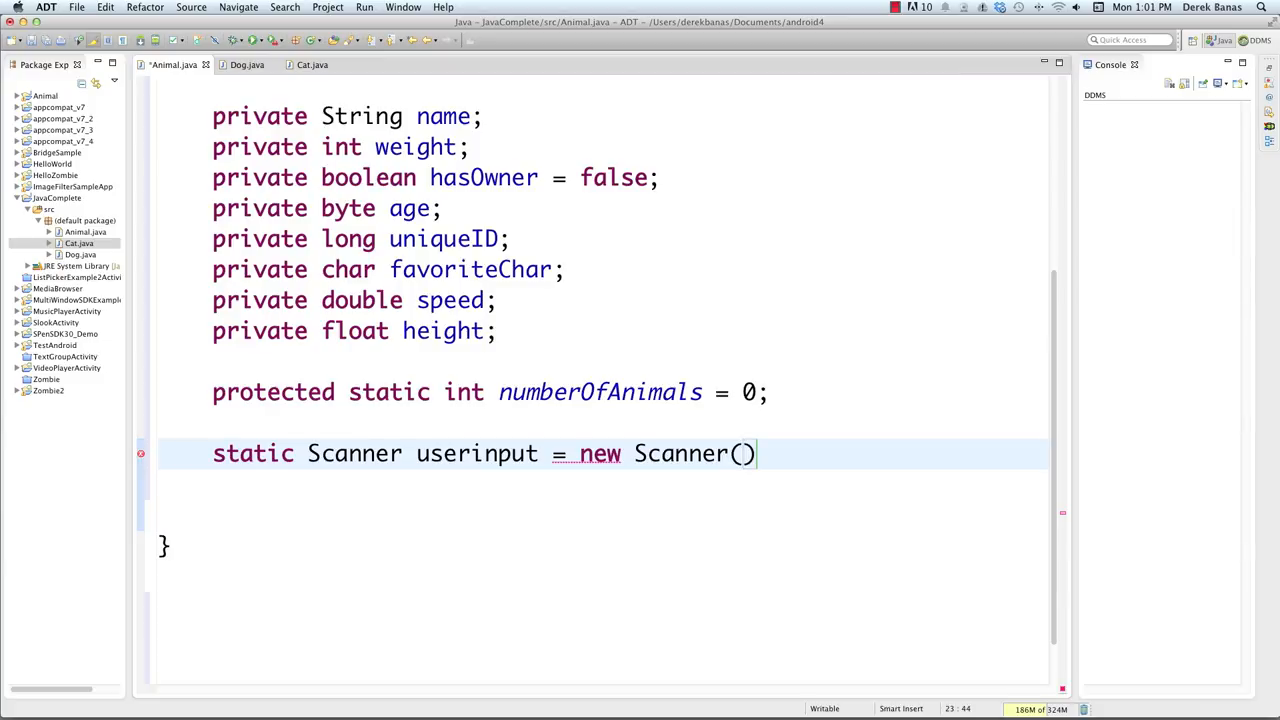 ADT File Edit Refactor Source Navigate Search Project Run Window Help 10 Mon 1:01 PM Derek Banas
Java - JavaComplete/src/Animal.java - ADT - /Users/derekbanas/Documents/android4
Quick Access Java DDMS
Package Exp
Animal
appcompat_v7
appcompat_v7_2
appcompat_v7_3
appcompat_v7_4
BridgeSample
HelloWorld
HelloZombie
ImageFilterSampleApp
JavaComplete
src
(default package)
Animal.java
Cat.java
Dog.java
JRE System Library [Ja
ListPickerExample2Activi
MediaBrowser
MultiWindowSDKExample
MusicPlayerActivity
SlookActivity
SPenSDK30_Demo
TestAndroid
TextGroupActivity
VideoPlayerActivity
Zombie
Zombie2
*Animal.java Dog.java Cat.java
private String name;
private int weight;
private boolean hasOwner = false;
private byte age;
private long uniqueID;
private char favoriteChar;
private double speed;
private float height;
protected static int numberOfAnimals = 0;
static Scanner userinput = new Scanner()
}
Console
DDMS
Writable Smart Insert 23 : 44 186M of 324M